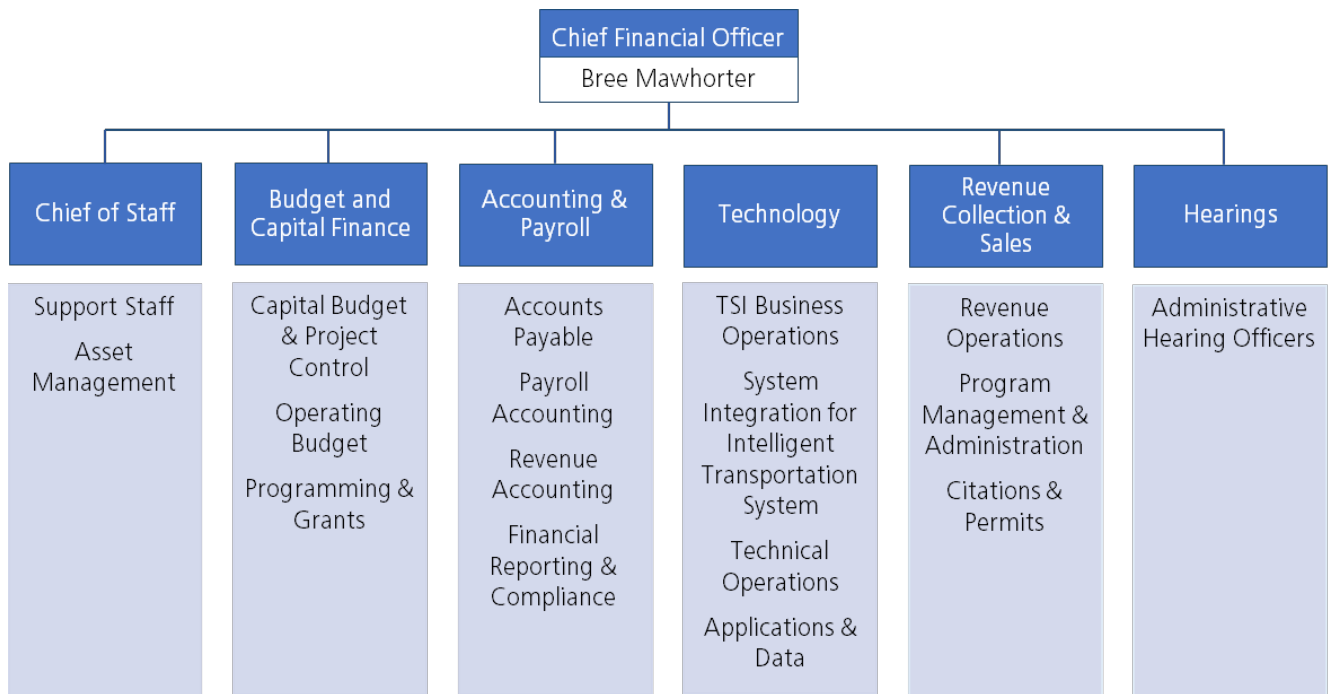 Chief Financial Officer
Bree Mawhorter
Chief of Staff
Support Staff
Asset
Management
Budget and
Capital Finance
Capital Budget
& Project
Control
Operating
Budget
Programming &
Grants
Accounting &
Payroll
Accounts
Payable
Payroll
Accounting
Revenue
Accounting
Financial
Reporting &
Compliance
Technology
TSI Business
Operations
System
Integration for
Intelligent
Transportation
System
Technical
Operations
Applications &
Data
Revenue
Collection &
Sales
Revenue
Operations
Program
Management &
Administration
Citations &
Permits
Hearings
Administrative
Hearing Officers